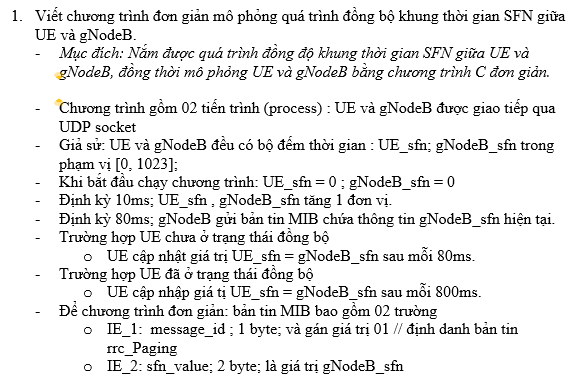 1. Viết chương trình đơn giản mô phỏng quá trình đồng bộ khung thời gian SFN giữa
UE và gNodeB.
- Mục đích: Nắm được quá trình đồng độ khung thời gian SFN giữa UE và
gNodeB, đồng thời mô phỏng UE và gNodeB bằng chương trình C đơn giản.
- Chương trình gồm 02 tiến trình (process) : UE và gNodeB được giao tiếp qua
UDP socket
- Giả sử: UE và gNodeB đều có bộ đếm thời gian : UE_sfn; gNodeB_sfn trong
phạm vị [0, 1023];
- Khi bắt đầu chạy chương trình: UE_sfn = 0 ; gNodeB_sfn = 0
- Định kỳ 10ms; UE_sfn , gNodeB_sfn tăng 1 đơn vị.
- Định kỳ 80ms; gNodeB gửi bản tin MIB chứa thông tin gNodeB_sfn hiện tại.
- Trường hợp UE chưa ở trạng thái đồng bộ
o UE cập nhật giá trị UE_sfn = gNodeB_sfn sau mỗi 80ms.
- Trường hợp UE đã ở trạng thái đồng bộ
o UE cập nhập giá tị UE_sfn = gNodeB_sfn sau mỗi 800ms.
- Để chương trình đơn giản: bản tin MIB bao gồm 02 trường
o IE_1: message_id ; 1 byte; và gán giá trị 01 // định danh bản tin
rrc_Paging
o IE_2: sfn_value; 2 byte; là giá trị gNodeB_sfn